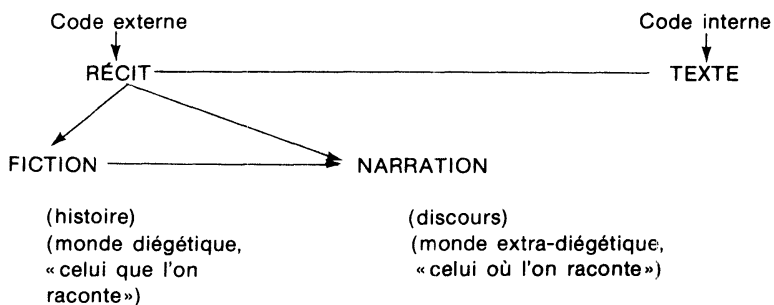 Code externe
Code interne
RÉCIT
TEXTE
FICTION
NARRATION
(histoire)
(monde diégétique,
«celui que l'on
raconte»)
(discours)
(monde extra-diégétique,
«celui où l'on raconte»)